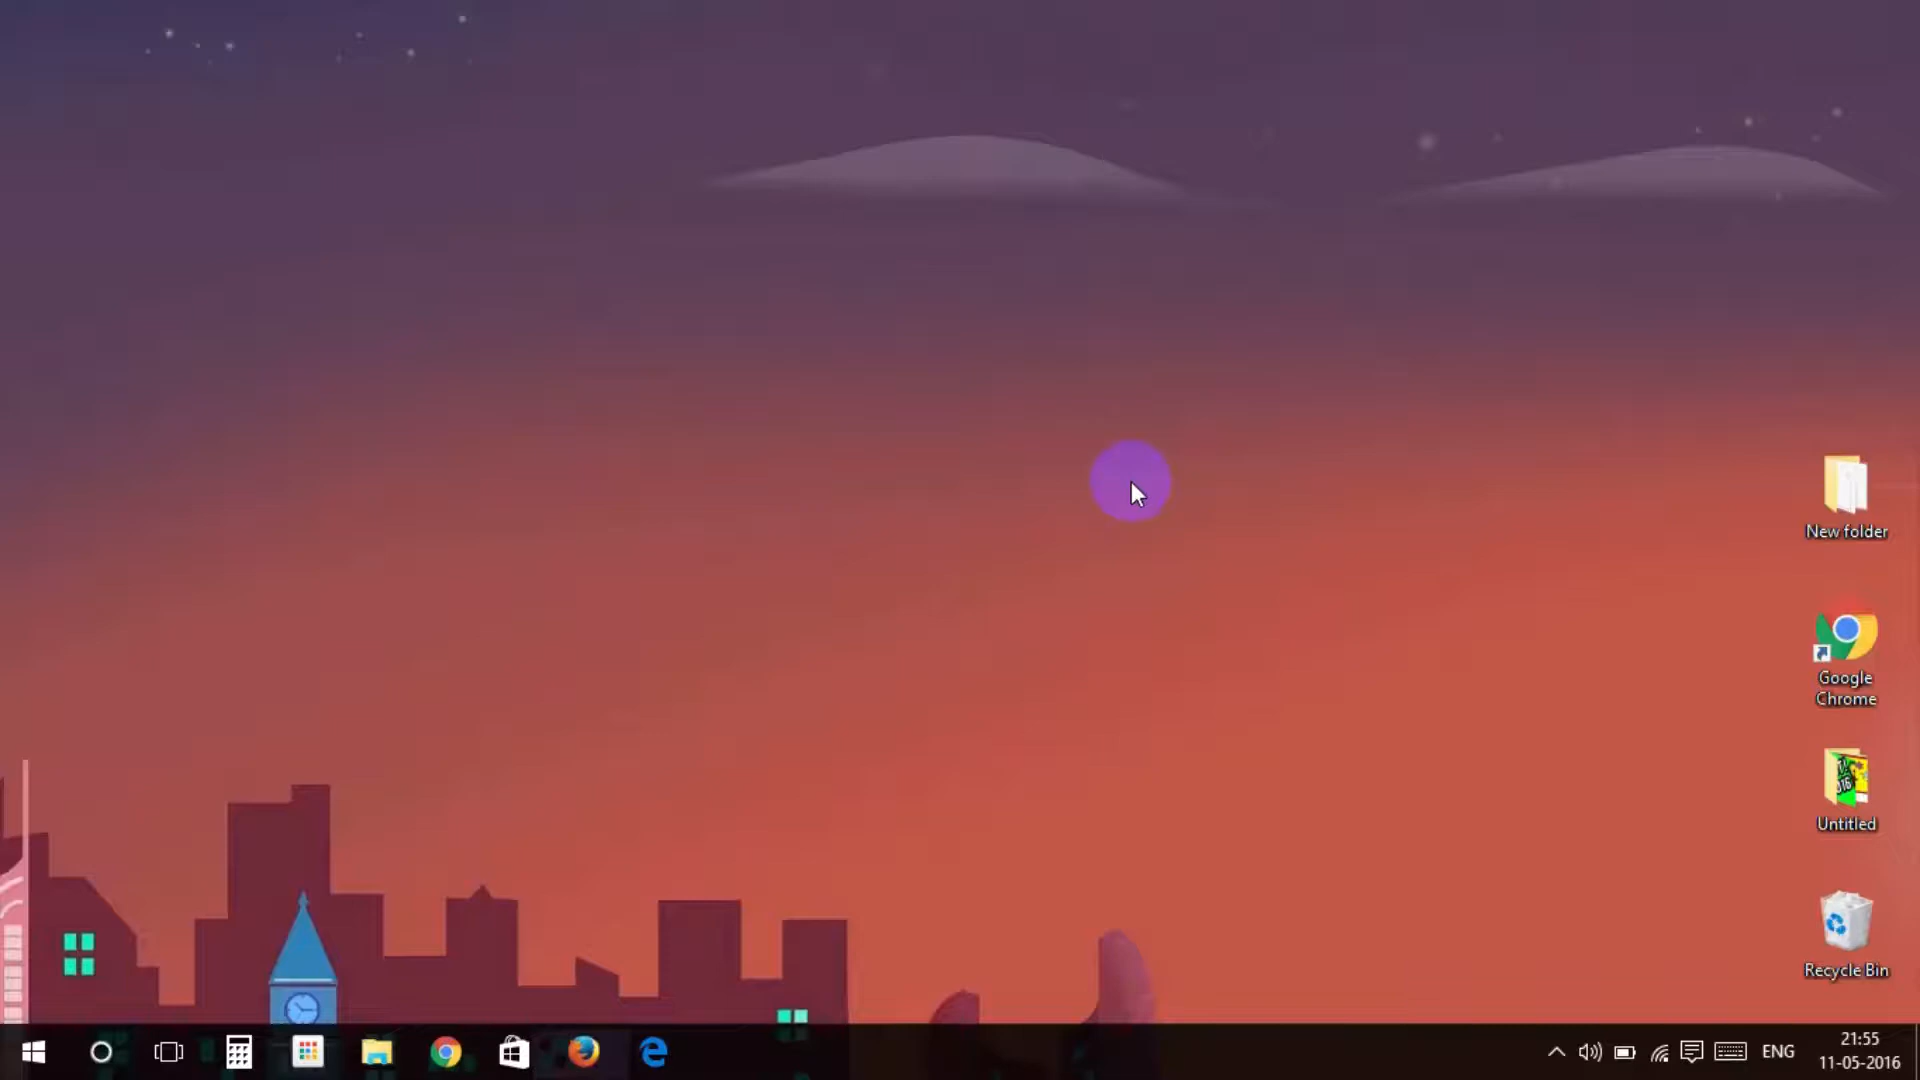 New folder
Google
Chrome
Untitled
Recycle Bin
ENG
21:55
11-05-2016